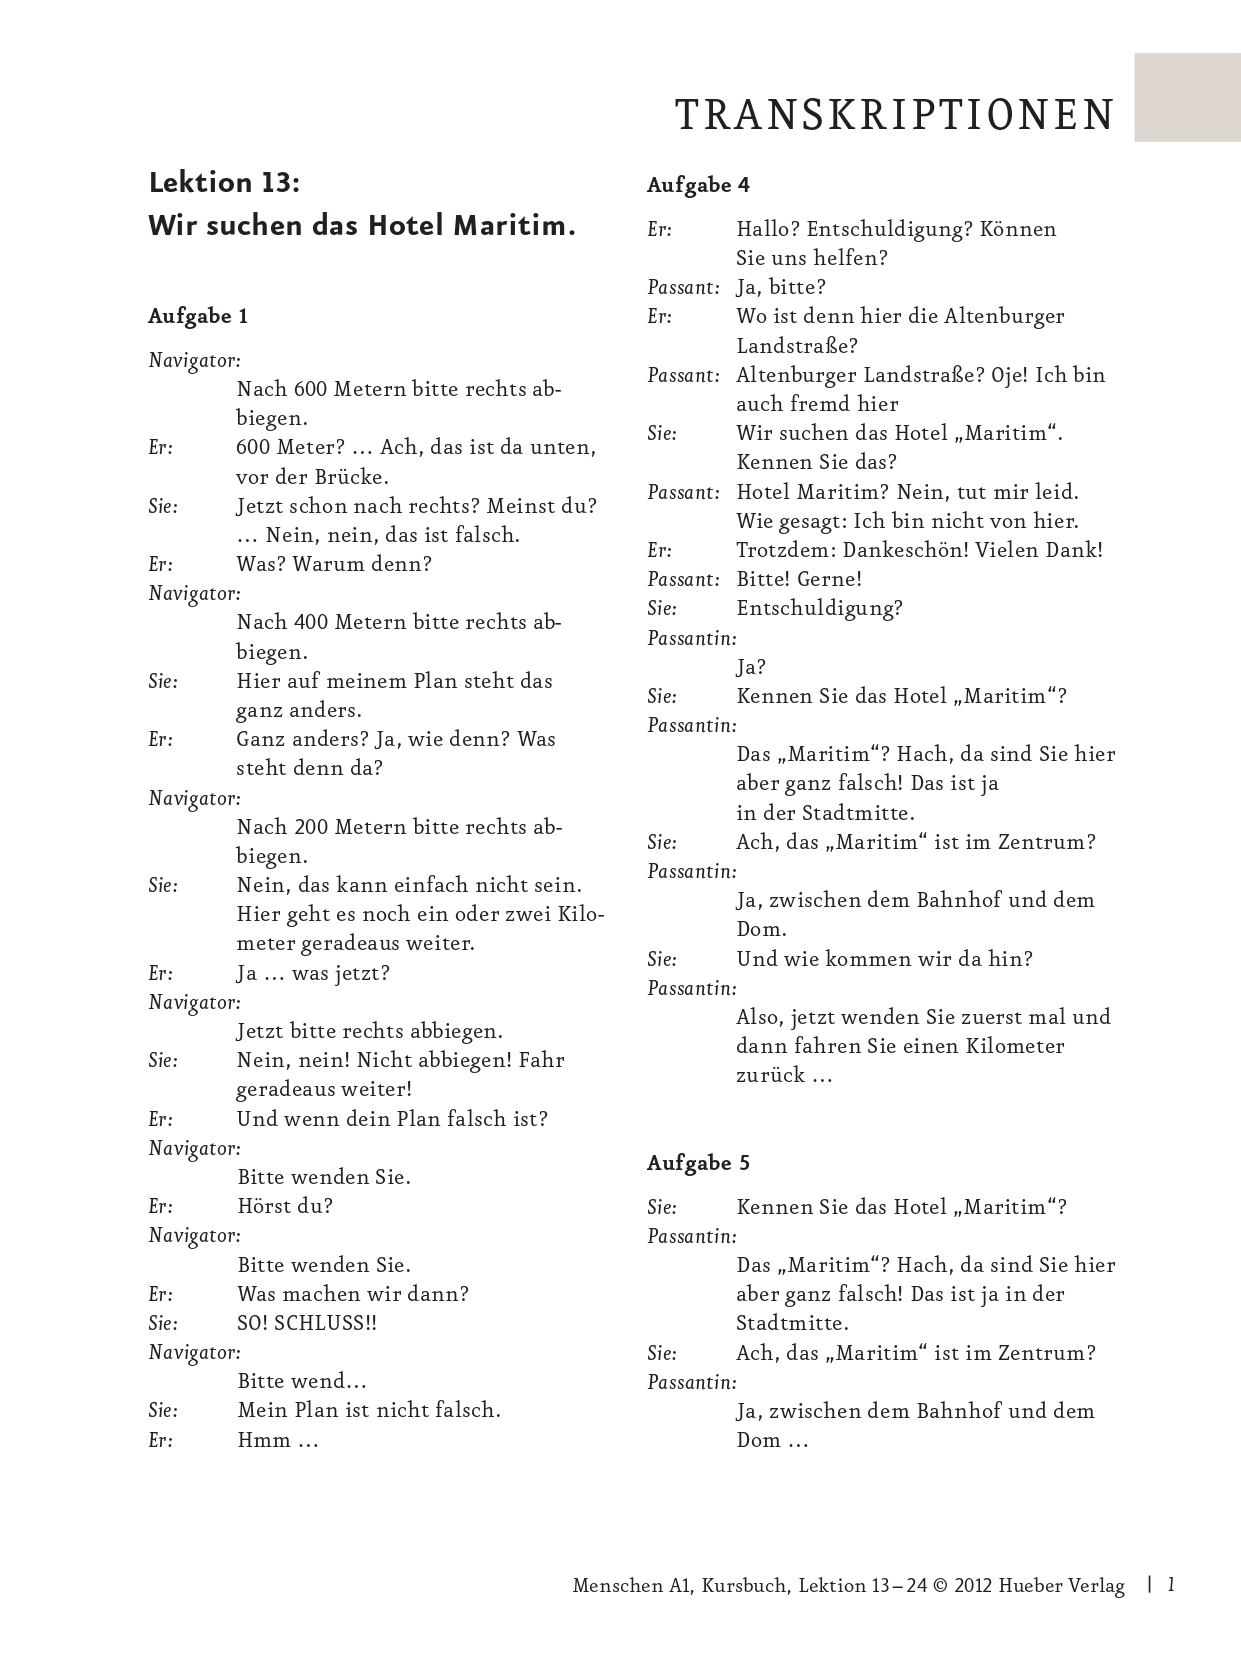 TRANSKRIPTIONEN
Lektion 13:
Wir suchen das Hotel Maritim.
Aufgabe 1
Navigator:
Nach 600 Metern bitte rechts ab-
biegen.
Er: 600 Meter? … Ach, das ist da unten,
vor der Brücke.
Sie: Jetzt schon nach rechts? Meinst du?
… Nein, nein, das ist falsch.
Er: Was? Warum denn?
Navigator:
Nach 400 Metern bitte rechts ab-
biegen.
Sie: Hier auf meinem Plan steht das
ganz anders.
Er: Ganz anders? Ja, wie denn? Was
steht denn da?
Navigator:
Nach 200 Metern bitte rechts ab-
biegen.
Sie: Nein, das kann einfach nicht sein.
Hier geht es noch ein oder zwei Kilo-
meter geradeaus weiter.
Er: Ja … was jetzt?
Navigator:
Jetzt bitte rechts abbiegen.
Sie: Nein, nein! Nicht abbiegen! Fahr
geradeaus weiter!
Er: Und wenn dein Plan falsch ist?
Navigator:
Bitte wenden Sie.
Er: Hörst du?
Navigator:
Bitte wenden Sie.
Er: Was machen wir dann?
Sie: SO! SCHLUSS!!
Navigator:
Bitte wend…
Sie: Mein Plan ist nicht falsch.
Er: Hmm …
Aufgabe 4
Er: Hallo? Entschuldigung? Können
Sie uns helfen?
Passant: Ja, bitte?
Er: Wo ist denn hier die Altenburger
Landstraße?
Passant: Altenburger Landstraße? Oje! Ich bin
auch fremd hier
Sie: Wir suchen das Hotel „Maritim“.
Kennen Sie das?
Passant: Hotel Maritim? Nein, tut mir leid.
Wie gesagt: Ich bin nicht von hier.
Er: Trotzdem: Dankeschön! Vielen Dank!
Passant: Bitte! Gerne!
Sie: Entschuldigung?
Passantin:
Ja?
Sie: Kennen Sie das Hotel „Maritim“?
Passantin:
Das „Maritim“? Hach, da sind Sie hier
aber ganz falsch! Das ist ja
in der Stadtmitte.
Sie: Ach, das „Maritim“ ist im Zentrum?
Passantin:
Ja, zwischen dem Bahnhof und dem
Dom.
Sie: Und wie kommen wir da hin?
Passantin:
Also, jetzt wenden Sie zuerst mal und
dann fahren Sie einen Kilometer
zurück …
Aufgabe 5
Sie: Kennen Sie das Hotel „Maritim“?
Passantin:
Das „Maritim“? Hach, da sind Sie hier
aber ganz falsch! Das ist ja in der
Stadtmitte.
Sie: Ach, das „Maritim“ ist im Zentrum?
Passantin:
Ja, zwischen dem Bahnhof und dem
Dom …
Menschen A1, Kursbuch, Lektion 13–24 © 2012 Hueber Verlag | 1